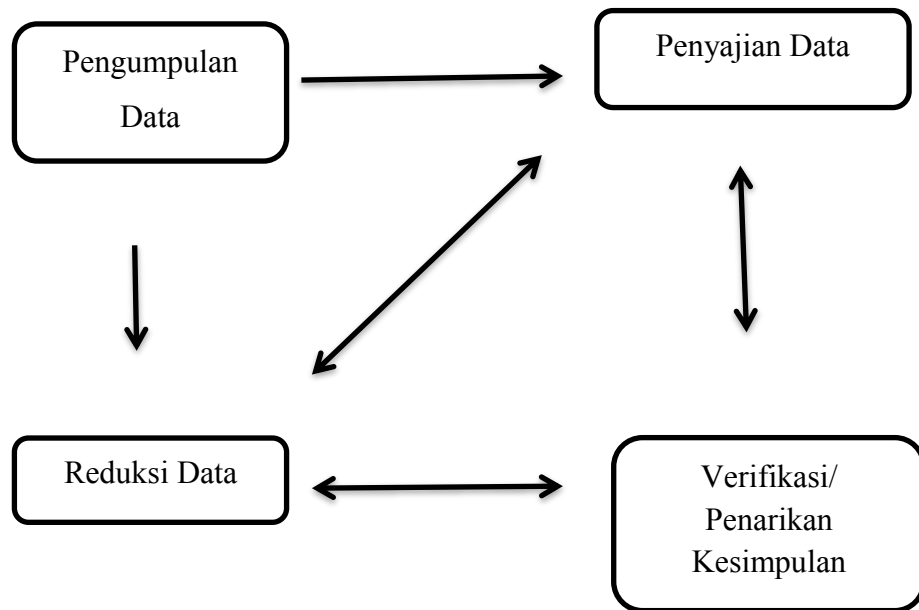 Pengumpulan
Data
Penyajian Data
Reduksi Data
Verifikasi/
Penarikan
Kesimpulan